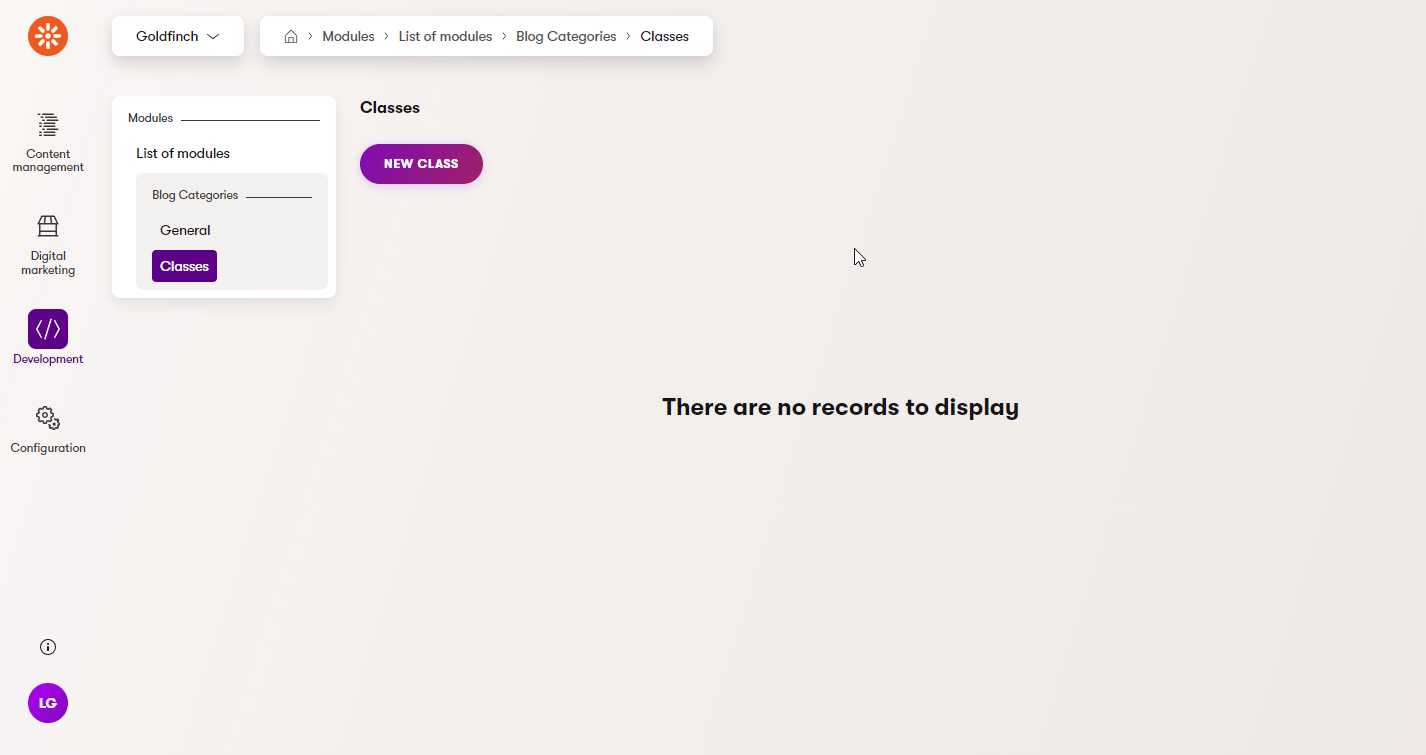 Goldfinch
Modules > List of modules > Blog Categories > Classes
Content
management
Digital
marketing
Development
Configuration
LG
Modules
List of modules
Blog Categories
General
Classes
Classes
NEW CLASS
There are no records to display